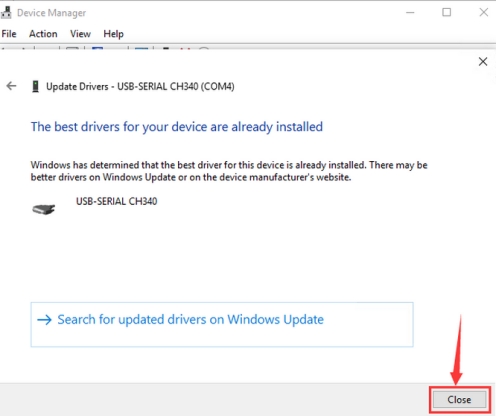 Device Manager
File Action View Help
Update Drivers - USB-SERIAL CH340 (COM4)
The best drivers for your device are already installed
Windows has determined that the best driver for this device is already installed. There may be
better drivers on Windows Update or on the device manufacturer's website.
USB-SERIAL CH340
Search for updated drivers on Windows Update
Close